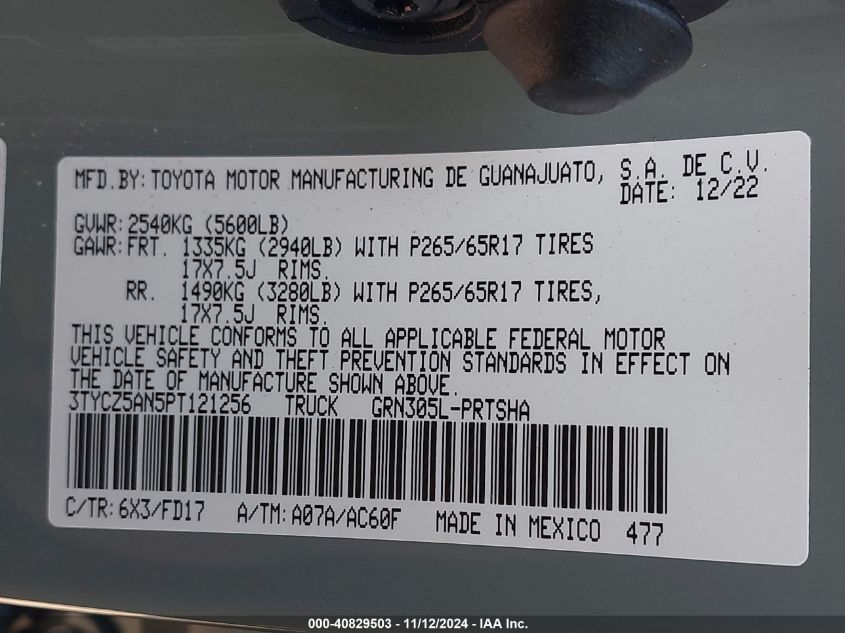 MFD.BY: TOYOTA MOTOR MANUFACTURING DE GUANAJUATO, S.A. DE C.V.
DATE: 12/22
GVWR: 2540KG (5600LB)
GAWR: FRT. 1335KG (2940LB) WITH P265/65R17 TIRES
17X7.5J RIMS.
RR. 1490KG (3280LB) WITH P265/65R17 TIRES,
17X7.5J RIMS.
THIS VEHICLE CONFORMS TO ALL APPLICABLE FEDERAL MOTOR
VEHICLE SAFETY AND THEFT PREVENTION STANDARDS IN EFFECT ON
THE DATE OF MANUFACTURE SHOWN ABOVE.
3TYCZ5AN5PT121256 TRUCK GRN305L-PRTSHA
C/TR: 6X3/FD17 A/TM: A07A/AC60F MADE IN MEXICO 477
000-40829503 - 11/12/2024 - IAA Inc.